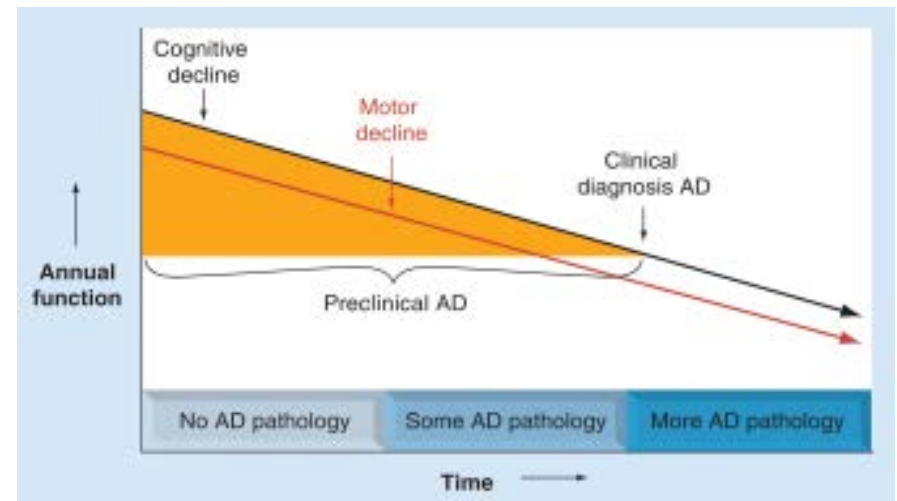 Cognitive
decline
Motor
decline
Clinical
diagnosis AD
Annual
function
Preclinical AD
No AD pathology
Some AD pathology
More AD pathology
Time